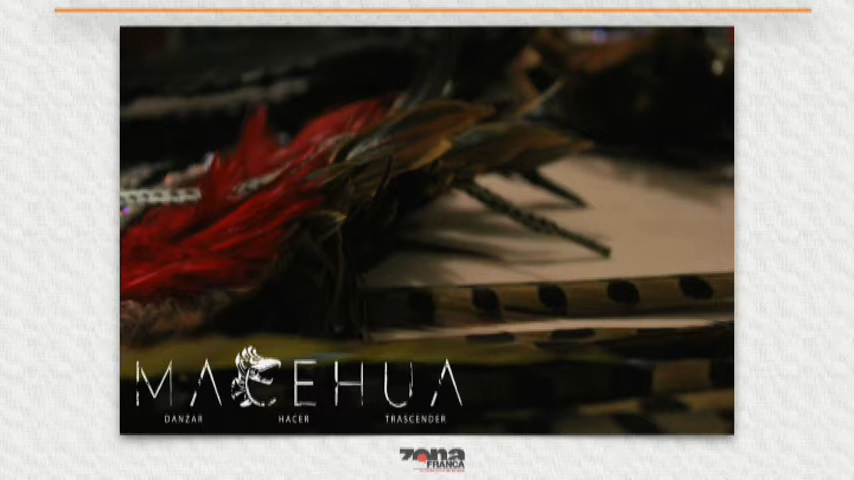 MACEHUA
DANZAR HACER TRASCENDER
zona
FRANCA